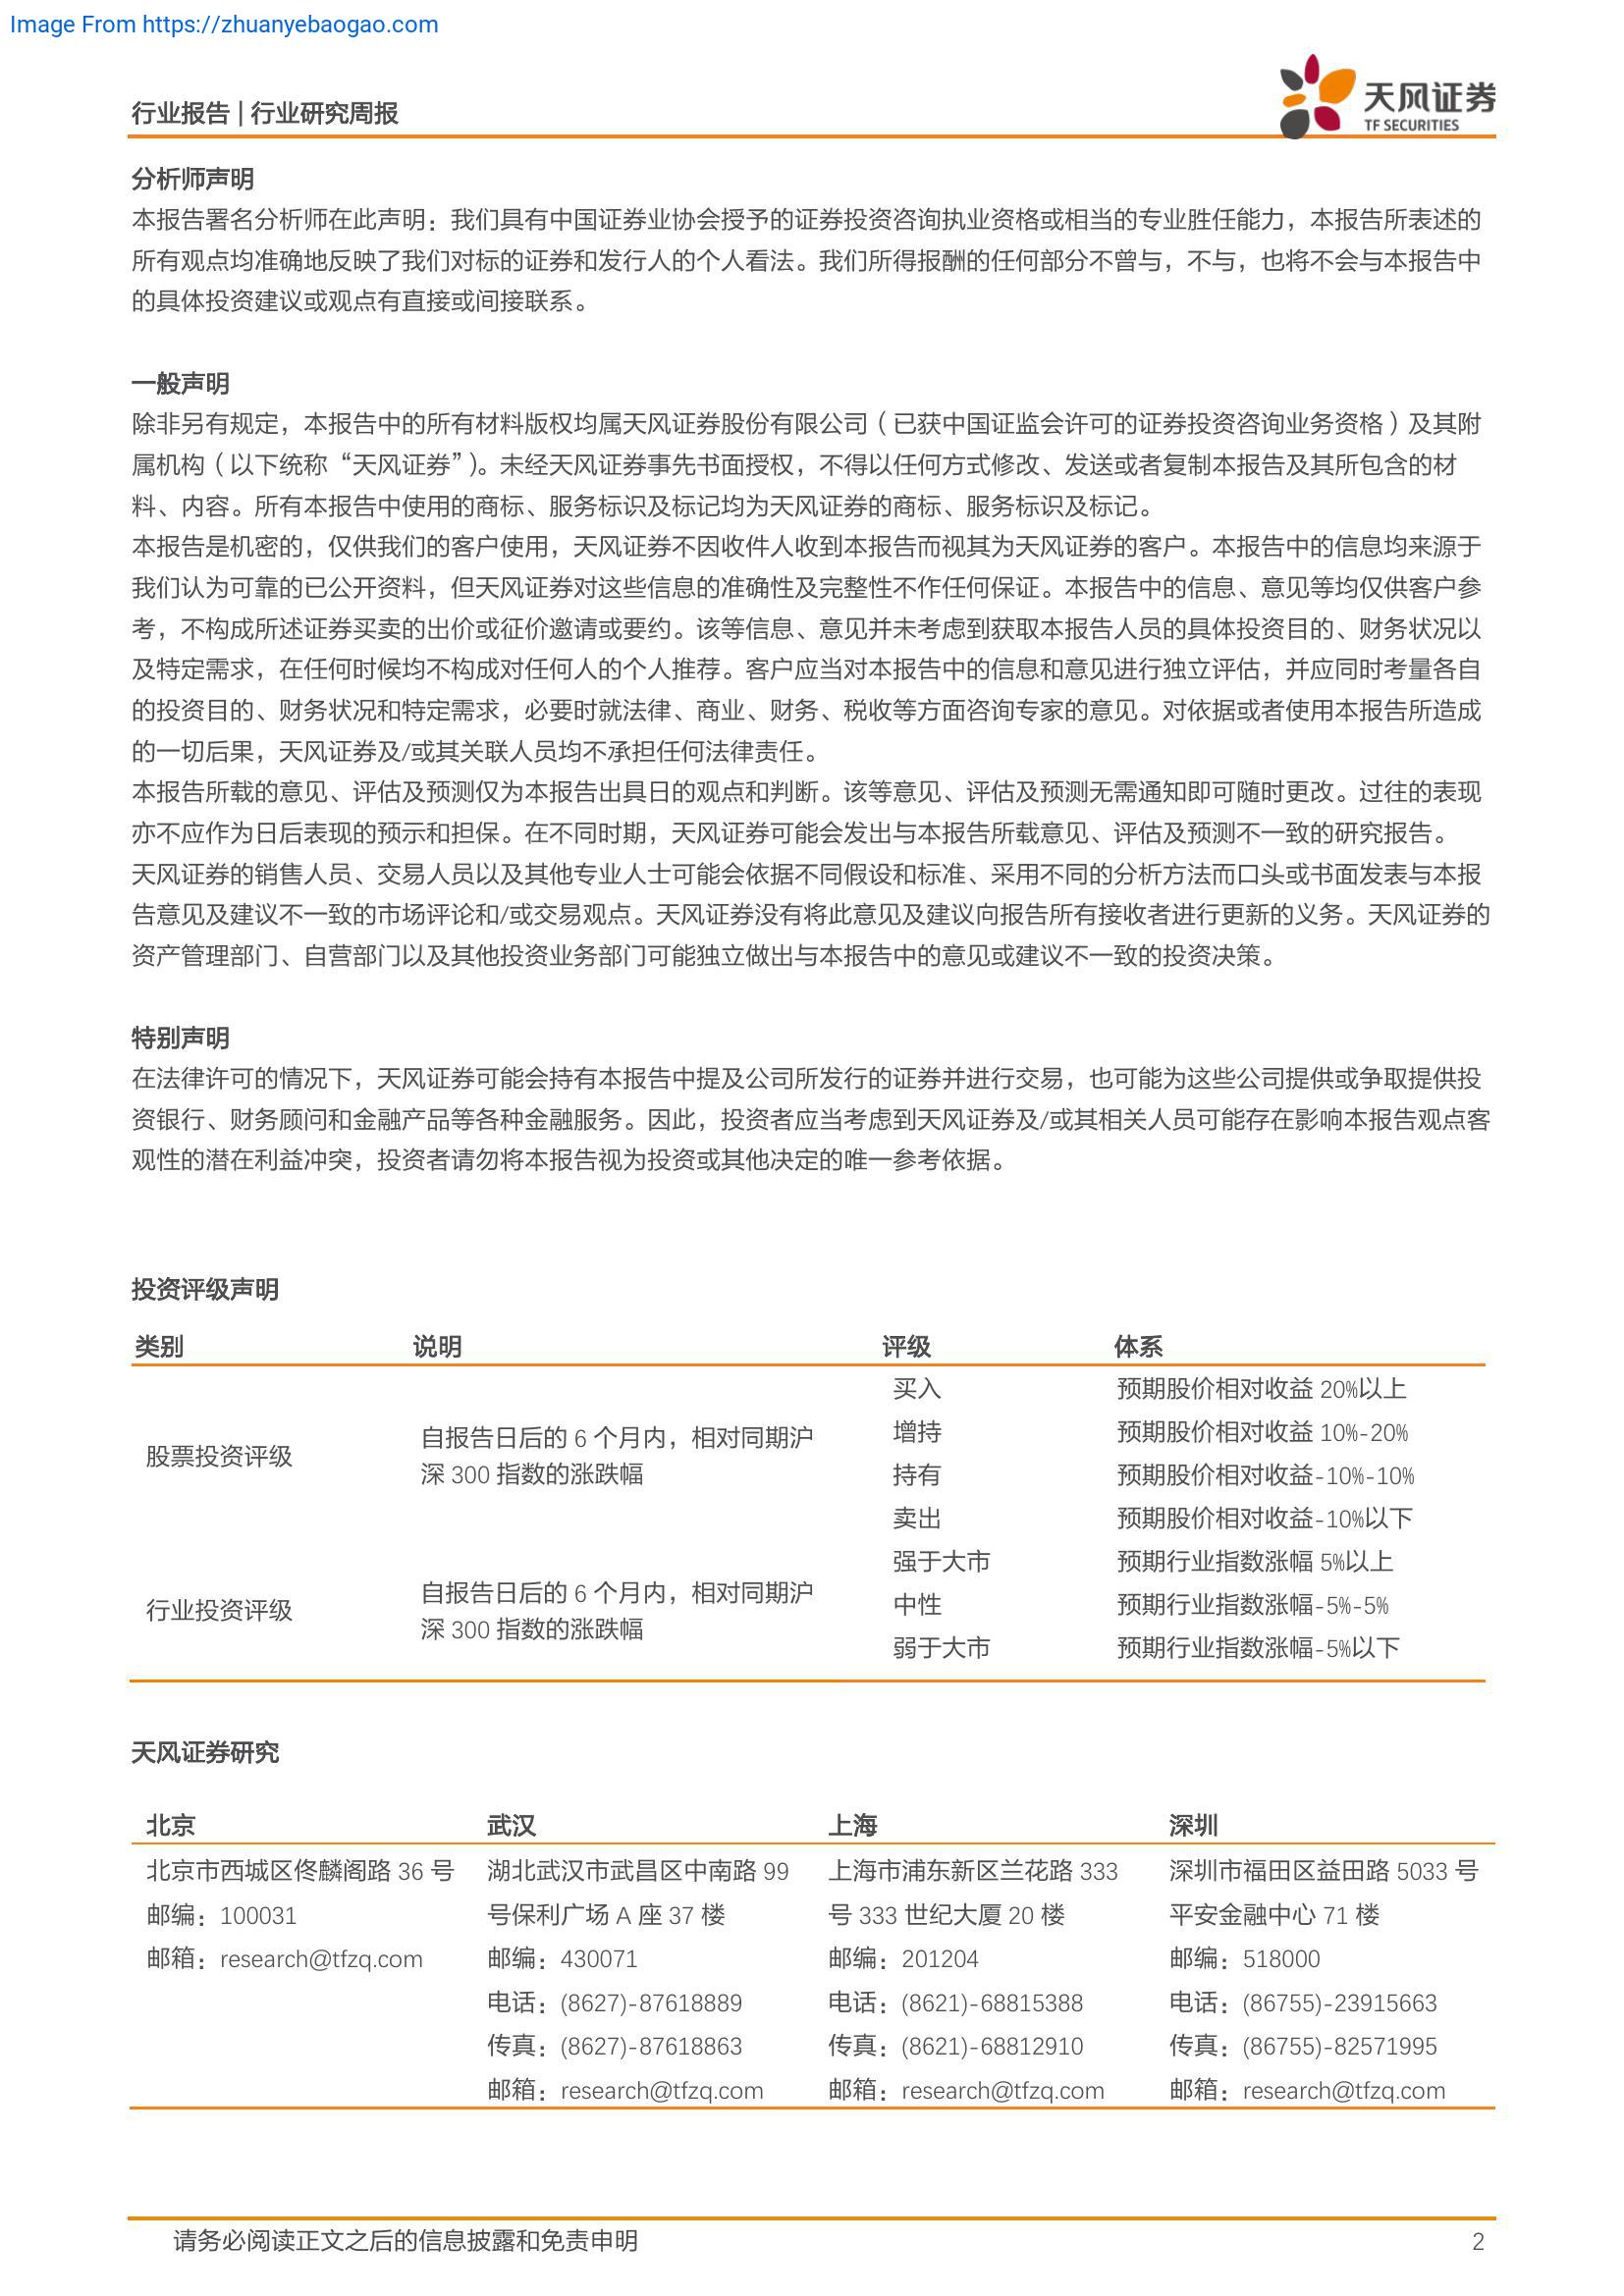 Image From https://zhuanyebaogao.com
行业报告 | 行业研究周报
天风证券
TF SECURITIES
分析师声明
本报告署名分析师在此声明：我们具有中国证券业协会授予的证券投资咨询执业资格或相当的专业胜任能力，本报告所表述的
所有观点均准确地反映了我们对标的证券和发行人的个人看法。我们所得报酬的任何部分不曾与，不与，也将不会与本报告中
的具体投资建议或观点有直接或间接联系。
一般声明
除非另有规定，本报告中的所有材料版权均属天风证券股份有限公司（已获中国证监会许可的证券投资咨询业务资格）及其附
属机构（以下统称“天风证券”）。未经天风证券事先书面授权，不得以任何方式修改、发送或者复制本报告及其所包含的材
料、内容。所有本报告中使用的商标、服务标识及标记均为天风证券的商标、服务标识及标记。
本报告是机密的，仅供我们的客户使用，天风证券不因收件人收到本报告而视其为天风证券的客户。本报告中的信息均来源于
我们认为可靠的已公开资料，但天风证券对这些信息的准确性及完整性不作任何保证。本报告中的信息、意见等均仅供客户参
考，不构成所述证券买卖的出价或征价邀请或要约。该等信息、意见并未考虑到获取本报告人员的具体投资目的、财务状况以
及特定需求，在任何时候均不构成对任何人的个人推荐。客户应当对本报告中的信息和意见进行独立评估，并应同时考量各自
的投资目的、财务状况和特定需求，必要时就法律、商业、财务、税收等方面咨询专家的意见。对依据或者使用本报告所造成
的一切后果，天风证券及/或其关联人员均不承担任何法律责任。
本报告所载的意见、评估及预测仅为本报告出具日的观点和判断。该等意见、评估及预测无需通知即可随时更改。过往的表现
亦不应作为日后表现的预示和担保。在不同时期，天风证券可能会发出与本报告所载意见、评估及预测不一致的研究报告。
天风证券的销售人员、交易人员以及其他专业人士可能会依据不同假设和标准、采用不同的分析方法而口头或书面发表与本报
告意见及建议不一致的市场评论和/或交易观点。天风证券没有将此意见及建议向报告所有接收者进行更新的义务。天风证券的
资产管理部门、自营部门以及其他投资业务部门可能独立做出与本报告中的意见或建议不一致的投资决策。
特别声明
在法律许可的情况下，天风证券可能会持有本报告中提及公司所发行的证券并进行交易，也可能为这些公司提供或争取提供投
资银行、财务顾问和金融产品等各种金融服务。因此，投资者应当考虑到天风证券及/或其相关人员可能存在影响本报告观点客
观性的潜在利益冲突，投资者请勿将本报告视为投资或其他决定的唯一参考依据。
投资评级声明
类别 说明 评级 体系
股票投资评级
自报告日后的 6 个月内，相对同期沪
深 300 指数的涨跌幅
买入 预期股价相对收益 20%以上
增持 预期股价相对收益 10%-20%
持有 预期股价相对收益-10%-10%
卖出 预期股价相对收益-10%以下
行业投资评级
自报告日后的 6 个月内，相对同期沪
深 300 指数的涨跌幅
强于大市 预期行业指数涨幅 5%以上
中性 预期行业指数涨幅-5%-5%
弱于大市 预期行业指数涨幅-5%以下
天风证券研究
北京
北京市西城区佟麟阁路 36 号
邮编：100031
邮箱：research@tfzq.com
武汉
湖北武汉市武昌区中南路 99
号保利广场 A 座 37 楼
邮编：430071
电话：(8627)-87618889
传真：(8627)-87618863
邮箱：research@tfzq.com
上海
上海市浦东新区兰花路 333
号 333 世纪大厦 20 楼
邮编：201204
电话：(8621)-68815388
传真：(8621)-68812910
邮箱：research@tfzq.com
深圳
深圳市福田区益田路 5033 号
平安金融中心 71 楼
邮编：518000
电话：(86755)-23915663
传真：(86755)-82571995
邮箱：research@tfzq.com
请务必阅读正文之后的信息披露和免责申明 2